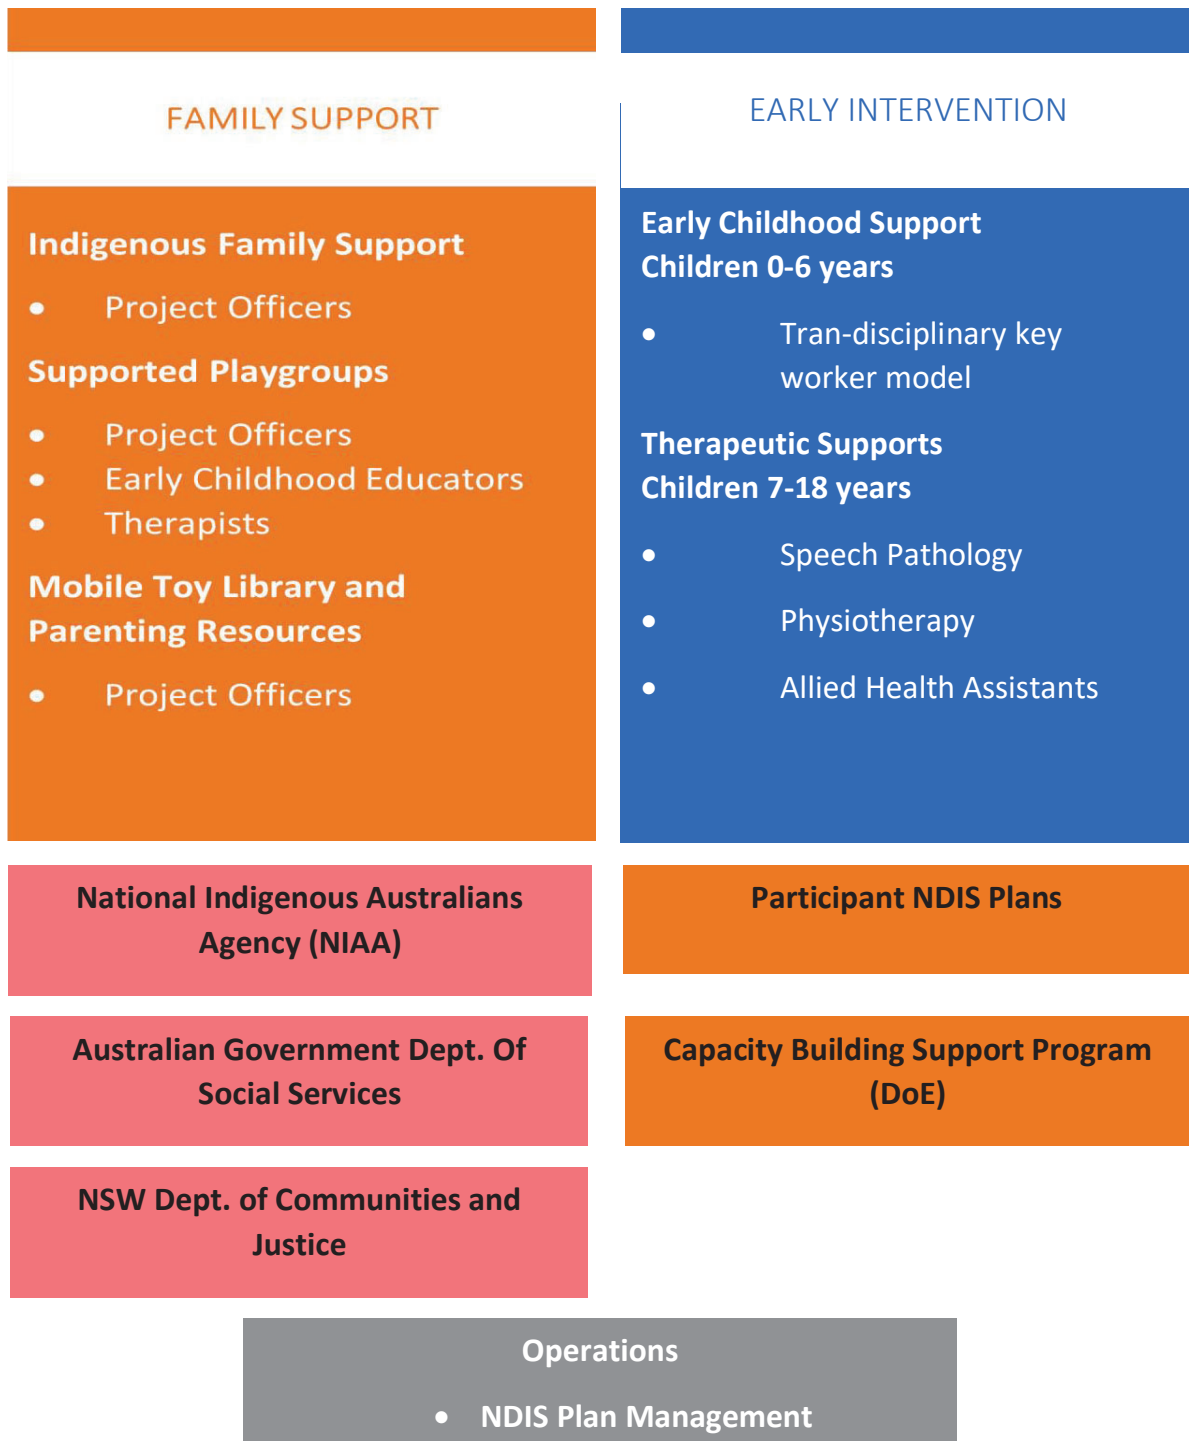 FAMILY SUPPORT
Indigenous Family Support
• Project Officers
Supported Playgroups
• Project Officers
• Early Childhood Educators
• Therapists
Mobile Toy Library and
Parenting Resources
• Project Officers
EARLY INTERVENTION
Early Childhood Support
Children 0-6 years
• Tran-disciplinary key
worker model
Therapeutic Supports
Children 7-18 years
• Speech Pathology
• Physiotherapy
• Allied Health Assistants
National Indigenous Australians
Agency (NIAA)
Australian Government Dept. Of
Social Services
NSW Dept. of Communities and
Justice
Participant NDIS Plans
Capacity Building Support Program
(DoE)
Operations
• NDIS Plan Management